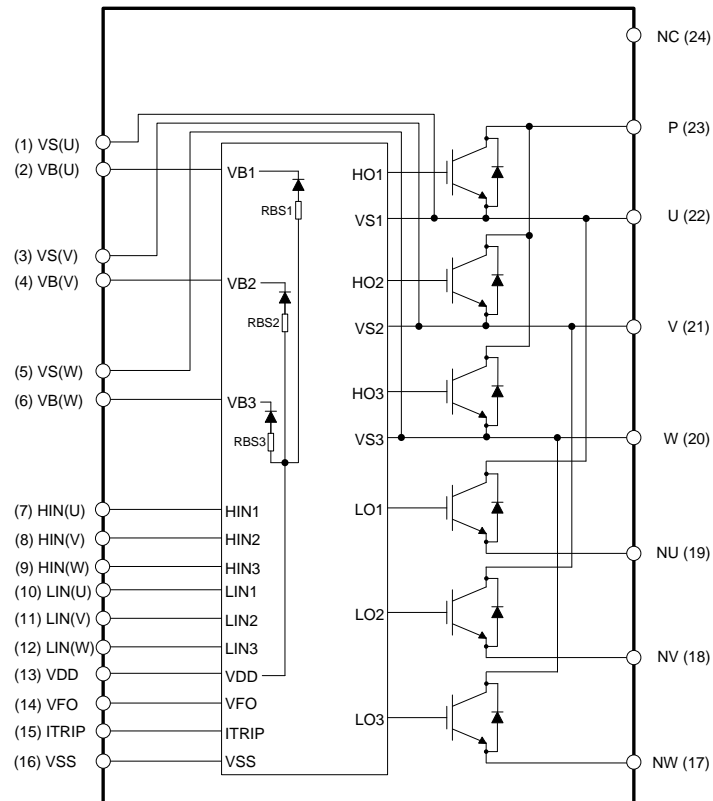 NC (24)
P (23)
(1) VS(U)
(2) VB(U)
VB1
HO1
RBS1
VS1
U (22)
(3) VS(V)
(4) VB(V)
VB2
HO2
RBS2
VS2
V (21)
(5) VS(W)
(6) VB(W)
VB3
HO3
RBS3
VS3
W (20)
(7) HIN(U)
HIN1
LO1
(8) HIN(V)
HIN2
NU (19)
(9) HIN(W)
HIN3
(10) LIN(U)
LIN1
(11) LIN(V)
LIN2
LO2
(12) LIN(W)
LIN3
NV (18)
(13) VDD
VDD
(14) VFO
VFO
LO3
(15) ITRIP
ITRIP
(16) VSS
VSS
NW (17)